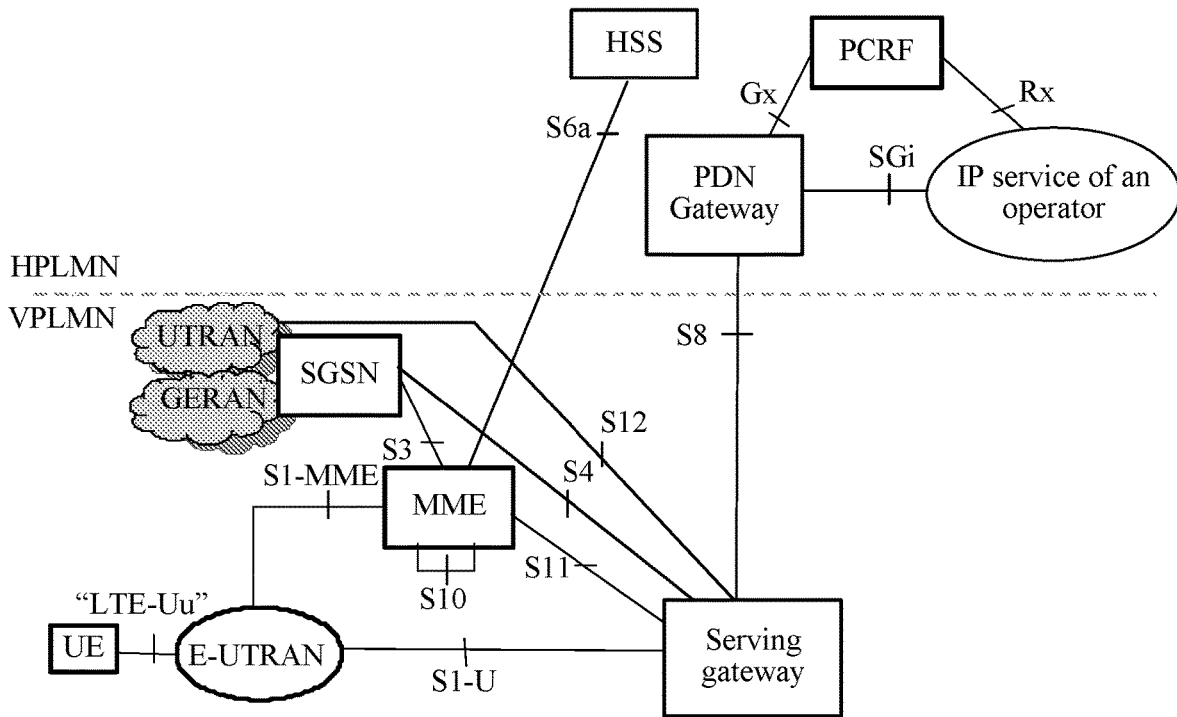 HSS
PCRF
Gx
Rx
S6a
SGi
PDN
Gateway
IP service of an
operator
HPLMN
VPLMN
UTRAN
S8
SGSN
GERAN
S12
S3
S4
S1-MME
MME
S11
S10
“LTE-Uu”
UE
E-UTRAN
Serving
gateway
S1-U